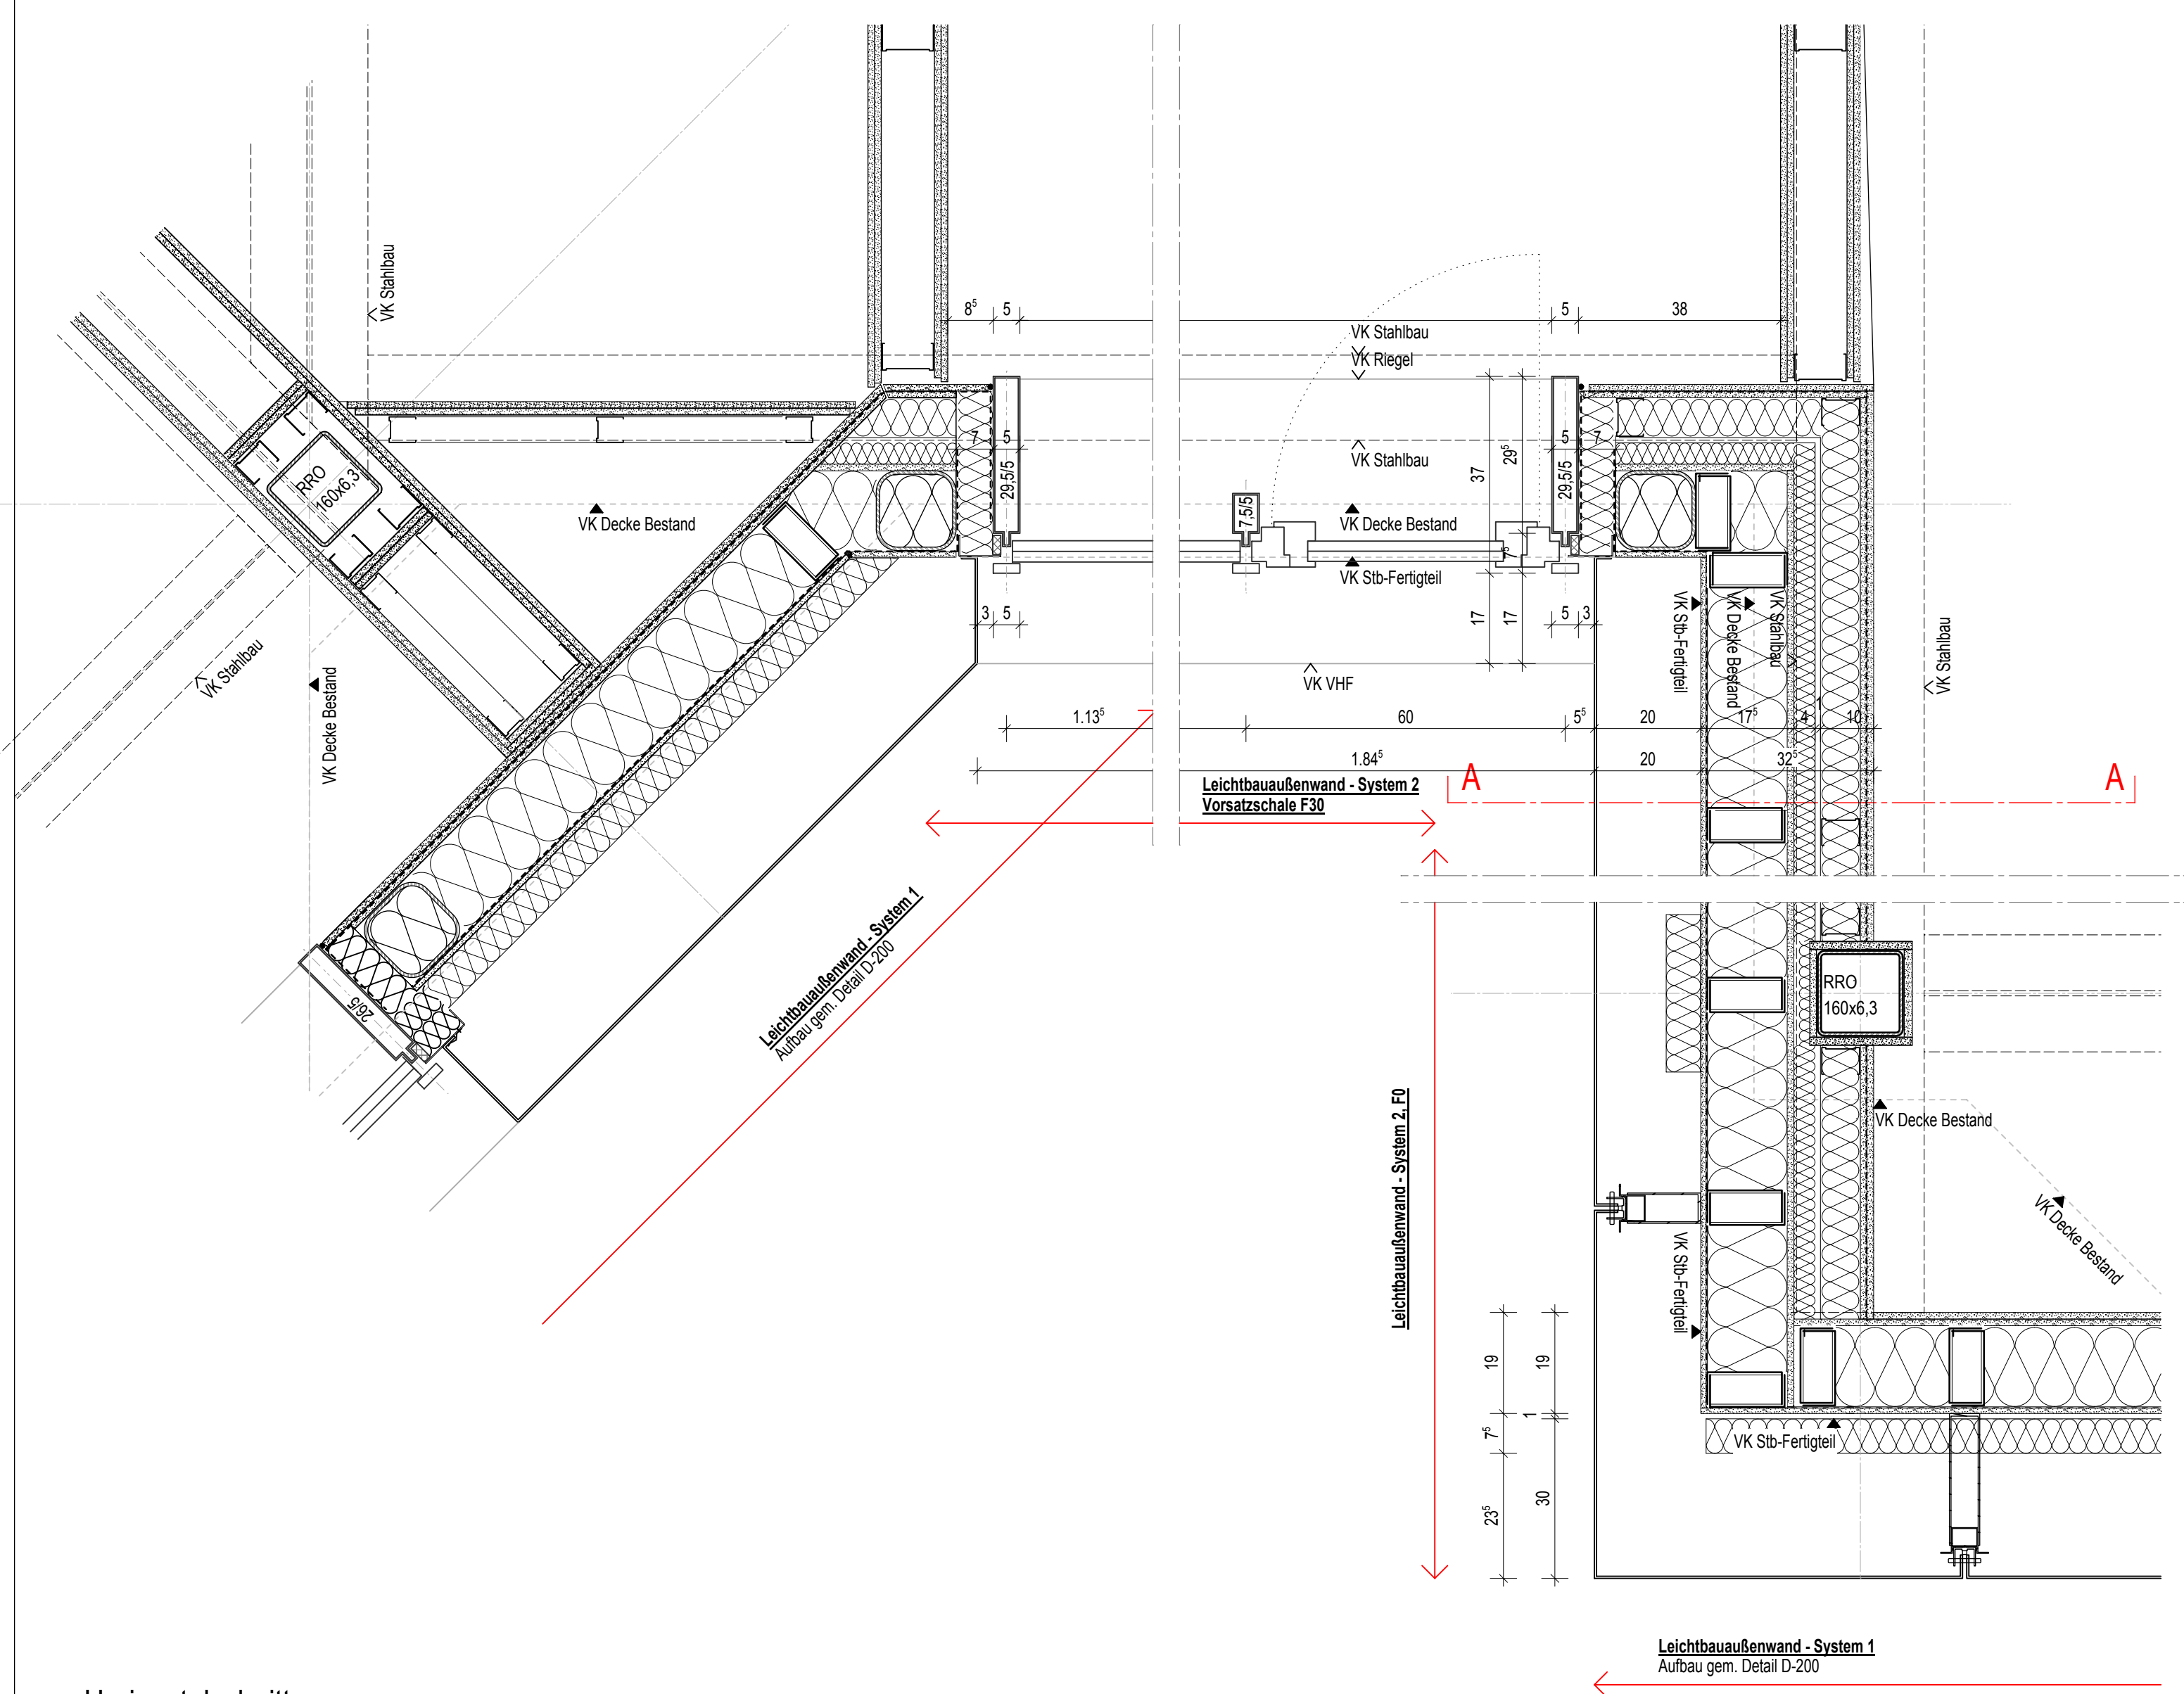 VK Stahlbau
8⁵
5
5
38
VK Stahlbau
VK Riegel
RRO
160x6,3
VK Decke Bestand
7
5
29,5/5
7,5/5
VK Stahlbau
VK Decke Bestand
VK Stb-Fertigteil
37
29⁵
7⁵
5
7
29,5/5
17
17
3
5
5
3
VK VHF
VK Stb-Fertigteil
VK Decke Bestand
VK Stahlbau
VK Stahlbau
VK Stahlbau
VK Decke Bestand
1.13⁵
60
5⁵
20
17⁵
4
1
10
1.84⁵
20
32⁵
Leichtbauaußenwand - System 2
Vorsatzschale F30
A
A
Leichtbauaußenwand - System 1
Aufbau gem. Detail D-200
26/5
RRO
160x6,3
VK Decke Bestand
Leichtbauaußenwand - System 2, F0
VK Stb-Fertigteil
VK Decke Bestand
19
19
1
7⁵
VK Stb-Fertigteil
23⁵
30
Leichtbauaußenwand - System 1
Aufbau gem. Detail D-200